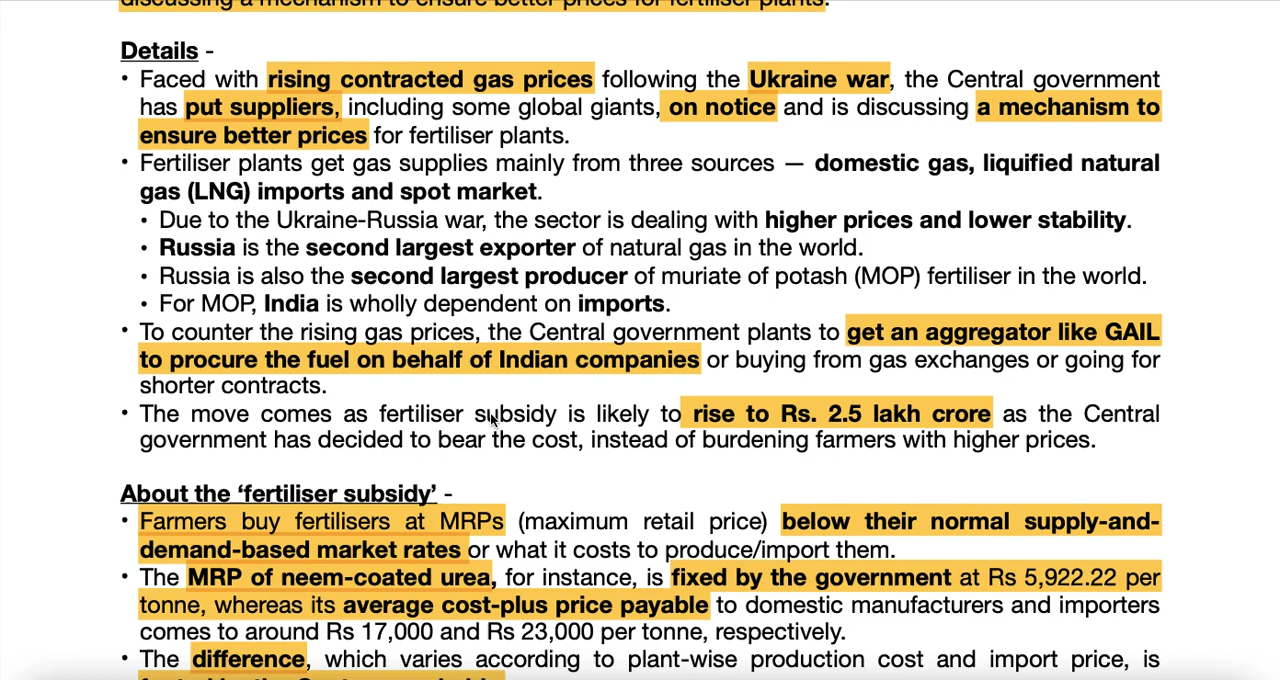 discussing a mechanism to ensure better prices for fertiliser plants.
Details -
• Faced with rising contracted gas prices following the Ukraine war, the Central government
has put suppliers, including some global giants, on notice and is discussing a mechanism to
ensure better prices for fertiliser plants.
• Fertiliser plants get gas supplies mainly from three sources — domestic gas, liquified natural
gas (LNG) imports and spot market.
• Due to the Ukraine-Russia war, the sector is dealing with higher prices and lower stability.
• Russia is the second largest exporter of natural gas in the world.
• Russia is also the second largest producer of muriate of potash (MOP) fertiliser in the world.
• For MOP, India is wholly dependent on imports.
• To counter the rising gas prices, the Central government plants to get an aggregator like GAIL
to procure the fuel on behalf of Indian companies or buying from gas exchanges or going for
shorter contracts.
• The move comes as fertiliser subsidy is likely to rise to Rs. 2.5 lakh crore as the Central
government has decided to bear the cost, instead of burdening farmers with higher prices.
About the ‘fertiliser subsidy’ -
• Farmers buy fertilisers at MRPs (maximum retail price) below their normal supply-and-
demand-based market rates or what it costs to produce/import them.
• The MRP of neem-coated urea, for instance, is fixed by the government at Rs 5,922.22 per
tonne, whereas its average cost-plus price payable to domestic manufacturers and importers
comes to around Rs 17,000 and Rs 23,000 per tonne, respectively.
• The difference, which varies according to plant-wise production cost and import price, is